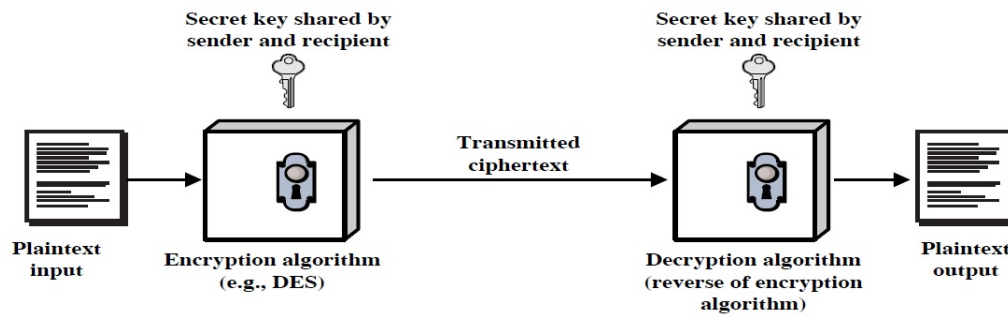 Secret key shared by
sender and recipient
Secret key shared by
sender and recipient
Transmitted
ciphertext
Plaintext
input
Encryption algorithm
(e.g., DES)
Decryption algorithm
(reverse of encryption
algorithm)
Plaintext
output